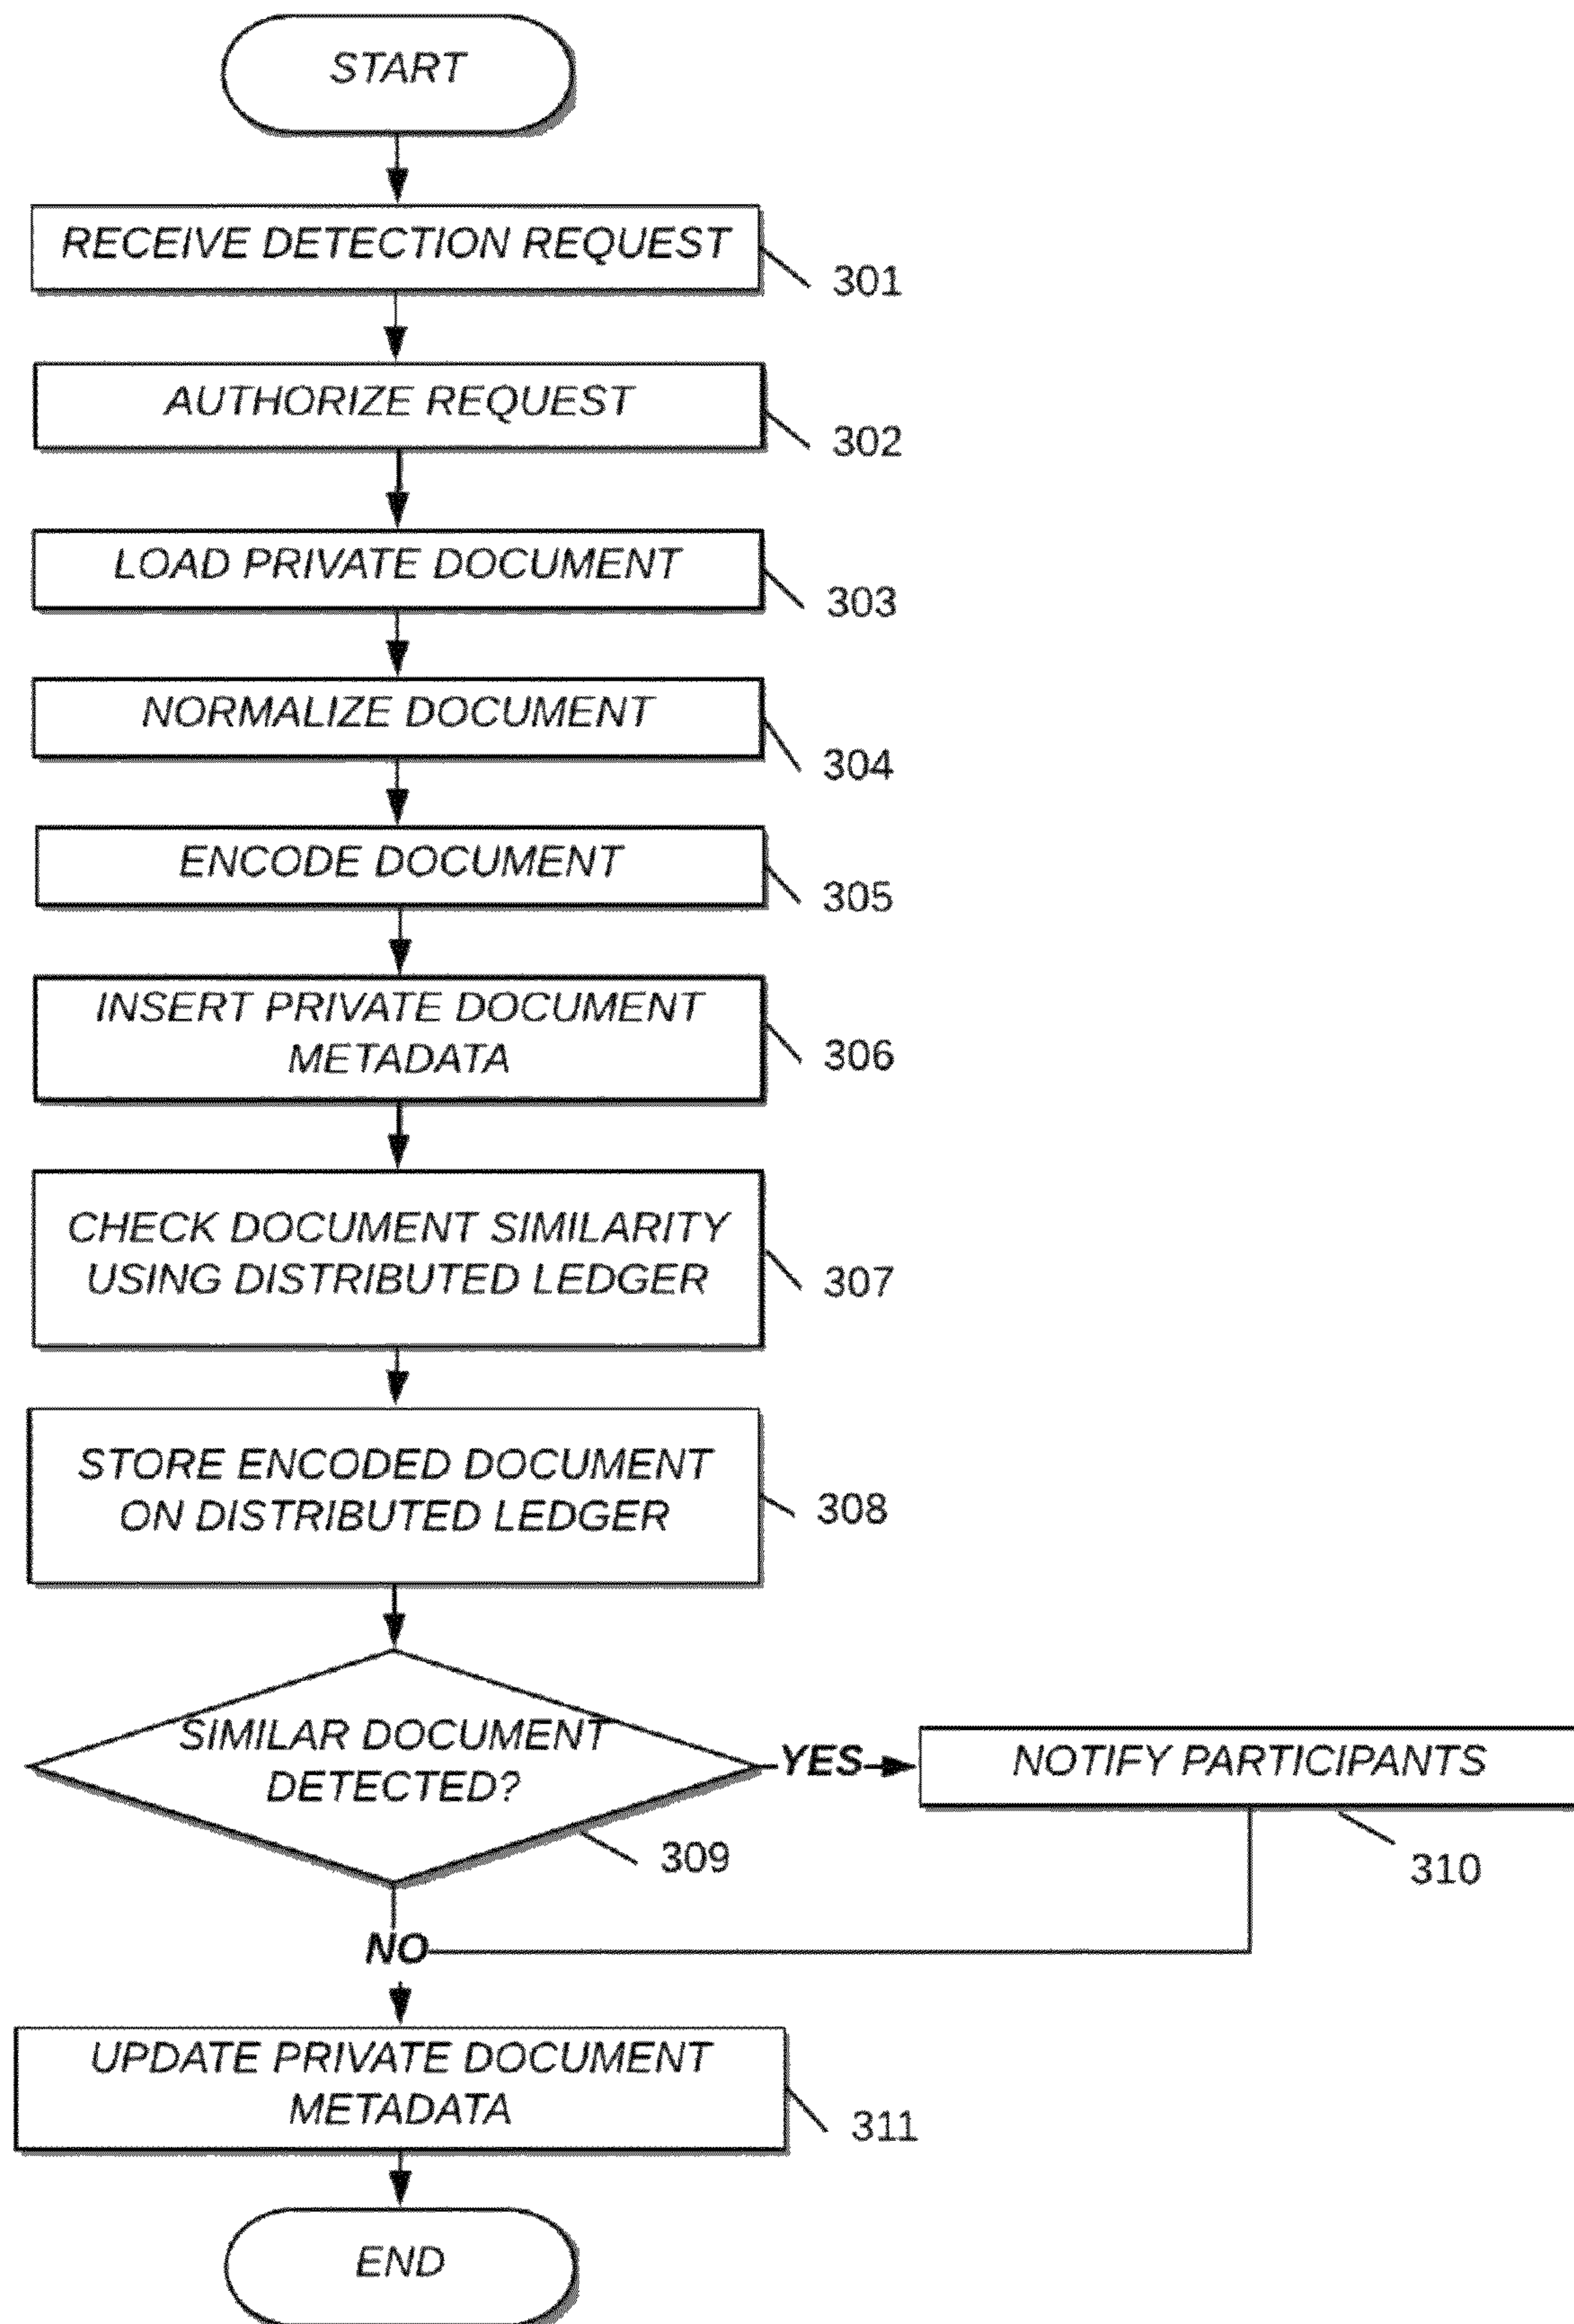 START
RECEIVE DETECTION REQUEST
301
AUTHORIZE REQUEST
302
LOAD PRIVATE DOCUMENT
303
NORMALIZE DOCUMENT
304
ENCODE DOCUMENT
305
INSERT PRIVATE DOCUMENT
METADATA
306
CHECK DOCUMENT SIMILARITY
USING DISTRIBUTED LEDGER
307
STORE ENCODED DOCUMENT
ON DISTRIBUTED LEDGER
308
SIMILAR DOCUMENT
DETECTED?
309
YES
NOTIFY PARTICIPANTS
310
NO
UPDATE PRIVATE DOCUMENT
METADATA
311
END